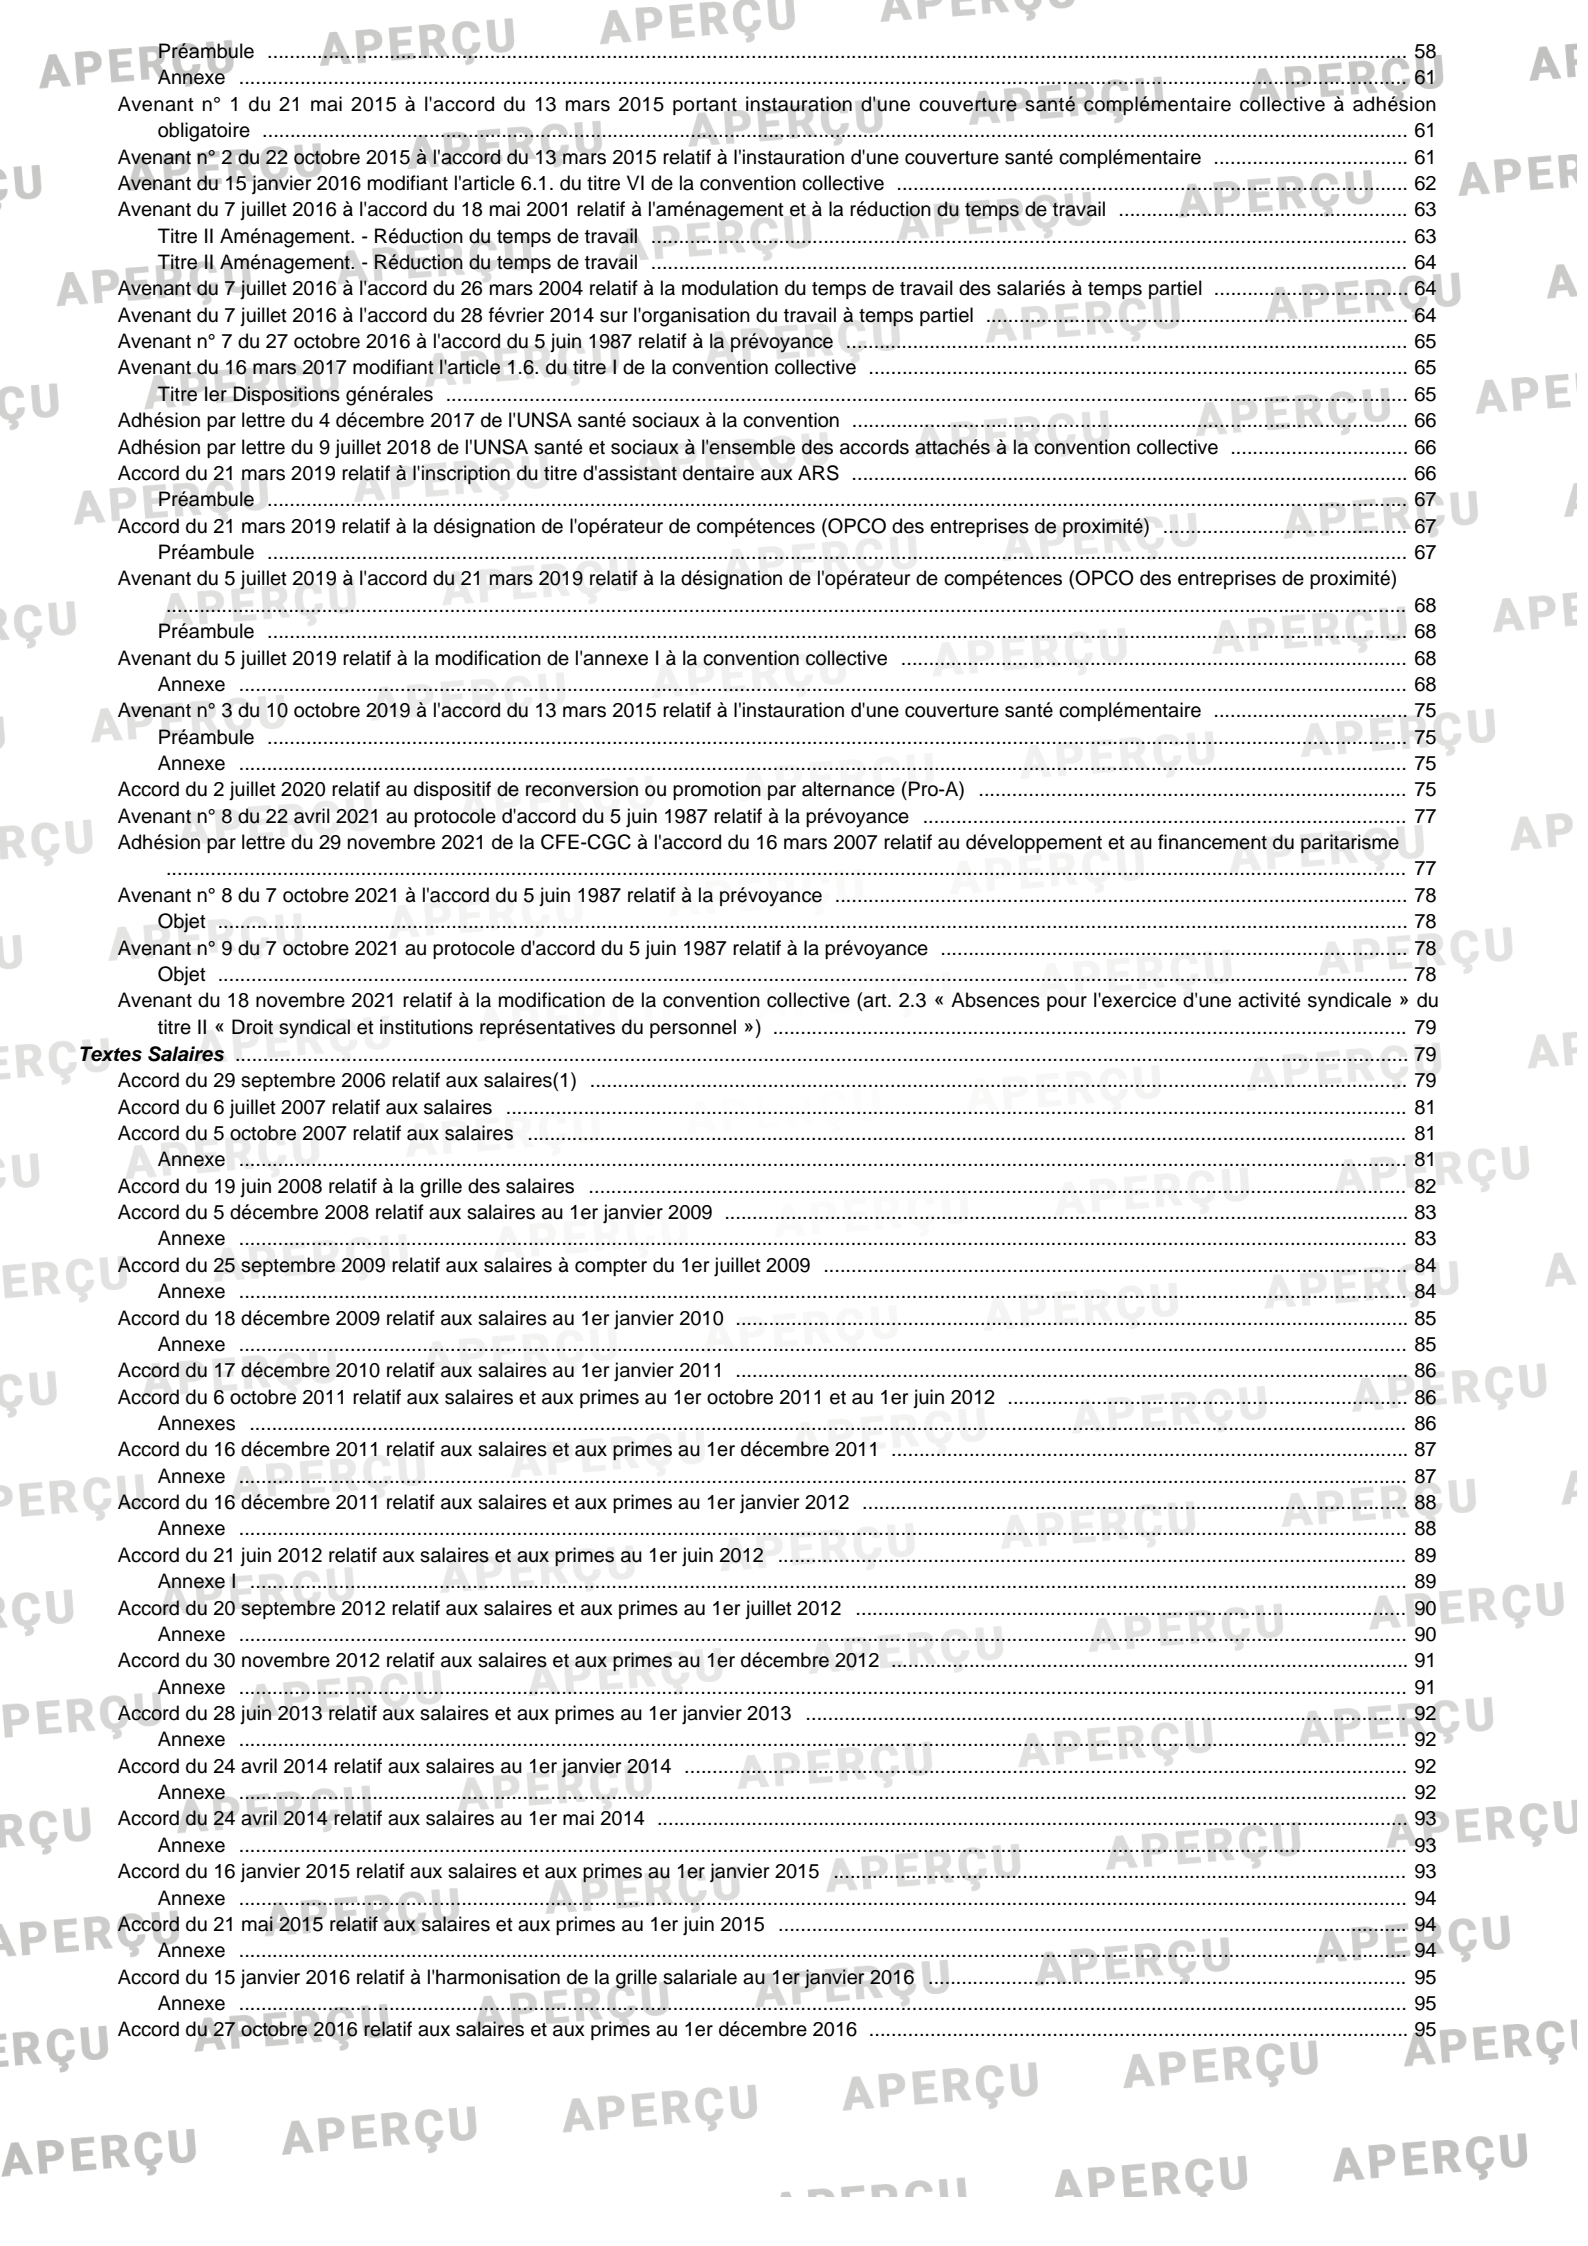 Préambule ........ 58
Annexe ........ 61
Avenant n° 1 du 21 mai 2015 à l'accord du 13 mars 2015 portant instauration d'une couverture santé complémentaire collective à adhésion
obligatoire ........ 61
Avenant n° 2 du 22 octobre 2015 à l'accord du 13 mars 2015 relatif à l'instauration d'une couverture santé complémentaire ........ 61
Avenant du 15 janvier 2016 modifiant l'article 6.1. du titre VI de la convention collective ........ 62
Avenant du 7 juillet 2016 à l'accord du 18 mai 2001 relatif à l'aménagement et à la réduction du temps de travail ........ 63
Titre II Aménagement. - Réduction du temps de travail ........ 63
Titre II Aménagement. - Réduction du temps de travail ........ 64
Avenant du 7 juillet 2016 à l'accord du 26 mars 2004 relatif à la modulation du temps de travail des salariés à temps partiel ........ 64
Avenant du 7 juillet 2016 à l'accord du 28 février 2014 sur l'organisation du travail à temps partiel ........ 64
Avenant n° 7 du 27 octobre 2016 à l'accord du 5 juin 1987 relatif à la prévoyance ........ 65
Avenant du 16 mars 2017 modifiant l'article 1.6. du titre I de la convention collective ........ 65
Titre Ier Dispositions générales ........ 65
Adhésion par lettre du 4 décembre 2017 de l'UNSA santé sociaux à la convention ........ 66
Adhésion par lettre du 9 juillet 2018 de l'UNSA santé et sociaux à l'ensemble des accords attachés à la convention collective ........ 66
Accord du 21 mars 2019 relatif à l'inscription du titre d'assistant dentaire aux ARS ........ 66
Préambule ........ 67
Accord du 21 mars 2019 relatif à la désignation de l'opérateur de compétences (OPCO des entreprises de proximité) ........ 67
Préambule ........ 67
Avenant du 5 juillet 2019 à l'accord du 21 mars 2019 relatif à la désignation de l'opérateur de compétences (OPCO des entreprises de proximité)
........ 68
Préambule ........ 68
Avenant du 5 juillet 2019 relatif à la modification de l'annexe I à la convention collective ........ 68
Annexe ........ 68
Avenant n° 3 du 10 octobre 2019 à l'accord du 13 mars 2015 relatif à l'instauration d'une couverture santé complémentaire ........ 75
Préambule ........ 75
Annexe ........ 75
Accord du 2 juillet 2020 relatif au dispositif de reconversion ou promotion par alternance (Pro-A) ........ 75
Avenant n° 8 du 22 avril 2021 au protocole d'accord du 5 juin 1987 relatif à la prévoyance ........ 77
Adhésion par lettre du 29 novembre 2021 de la CFE-CGC à l'accord du 16 mars 2007 relatif au développement et au financement du paritarisme
........ 77
Avenant n° 8 du 7 octobre 2021 à l'accord du 5 juin 1987 relatif à la prévoyance ........ 78
Objet ........ 78
Avenant n° 9 du 7 octobre 2021 au protocole d'accord du 5 juin 1987 relatif à la prévoyance ........ 78
Objet ........ 78
Avenant du 18 novembre 2021 relatif à la modification de la convention collective (art. 2.3 « Absences pour l'exercice d'une activité syndicale » du
titre II « Droit syndical et institutions représentatives du personnel ») ........ 79
Textes Salaires ........ 79
Accord du 29 septembre 2006 relatif aux salaires(1) ........ 79
Accord du 6 juillet 2007 relatif aux salaires ........ 81
Accord du 5 octobre 2007 relatif aux salaires ........ 81
Annexe ........ 81
Accord du 19 juin 2008 relatif à la grille des salaires ........ 82
Accord du 5 décembre 2008 relatif aux salaires au 1er janvier 2009 ........ 83
Annexe ........ 83
Accord du 25 septembre 2009 relatif aux salaires à compter du 1er juillet 2009 ........ 84
Annexe ........ 84
Accord du 18 décembre 2009 relatif aux salaires au 1er janvier 2010 ........ 85
Annexe ........ 85
Accord du 17 décembre 2010 relatif aux salaires au 1er janvier 2011 ........ 86
Accord du 6 octobre 2011 relatif aux salaires et aux primes au 1er octobre 2011 et au 1er juin 2012 ........ 86
Annexes ........ 86
Accord du 16 décembre 2011 relatif aux salaires et aux primes au 1er décembre 2011 ........ 87
Annexe ........ 87
Accord du 16 décembre 2011 relatif aux salaires et aux primes au 1er janvier 2012 ........ 88
Annexe ........ 88
Accord du 21 juin 2012 relatif aux salaires et aux primes au 1er juin 2012 ........ 89
Annexe I ........ 89
Accord du 20 septembre 2012 relatif aux salaires et aux primes au 1er juillet 2012 ........ 90
Annexe ........ 90
Accord du 30 novembre 2012 relatif aux salaires et aux primes au 1er décembre 2012 ........ 91
Annexe ........ 91
Accord du 28 juin 2013 relatif aux salaires et aux primes au 1er janvier 2013 ........ 92
Annexe ........ 92
Accord du 24 avril 2014 relatif aux salaires au 1er janvier 2014 ........ 92
Annexe ........ 92
Accord du 24 avril 2014 relatif aux salaires au 1er mai 2014 ........ 93
Annexe ........ 93
Accord du 16 janvier 2015 relatif aux salaires et aux primes au 1er janvier 2015 ........ 93
Annexe ........ 94
Accord du 21 mai 2015 relatif aux salaires et aux primes au 1er juin 2015 ........ 94
Annexe ........ 94
Accord du 15 janvier 2016 relatif à l'harmonisation de la grille salariale au 1er janvier 2016 ........ 95
Annexe ........ 95
Accord du 27 octobre 2016 relatif aux salaires et aux primes au 1er décembre 2016 ........ 95
APERÇU